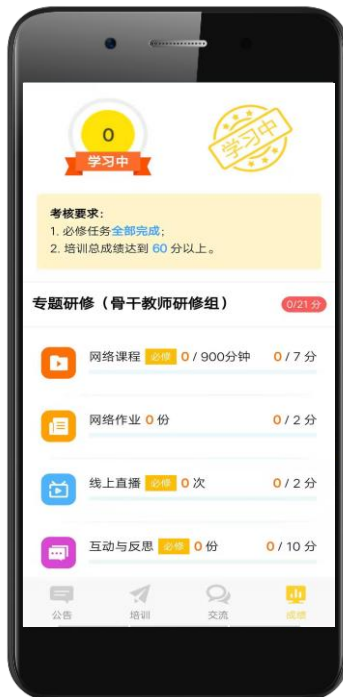 0
学习中
学习中
考核要求:
1. 必修任务全部完成;
2. 培训总成绩达到 60 分以上。
专题研修（骨干教师研修组）
0/21 分
网络课程 必修 0 / 900分钟 0 / 7 分
网络作业 0 份 0 / 2 分
线上直播 必修 0 次 0 / 2 分
互动与反思 必修 0 份 0 / 10 分
公告 培训 交流 成绩